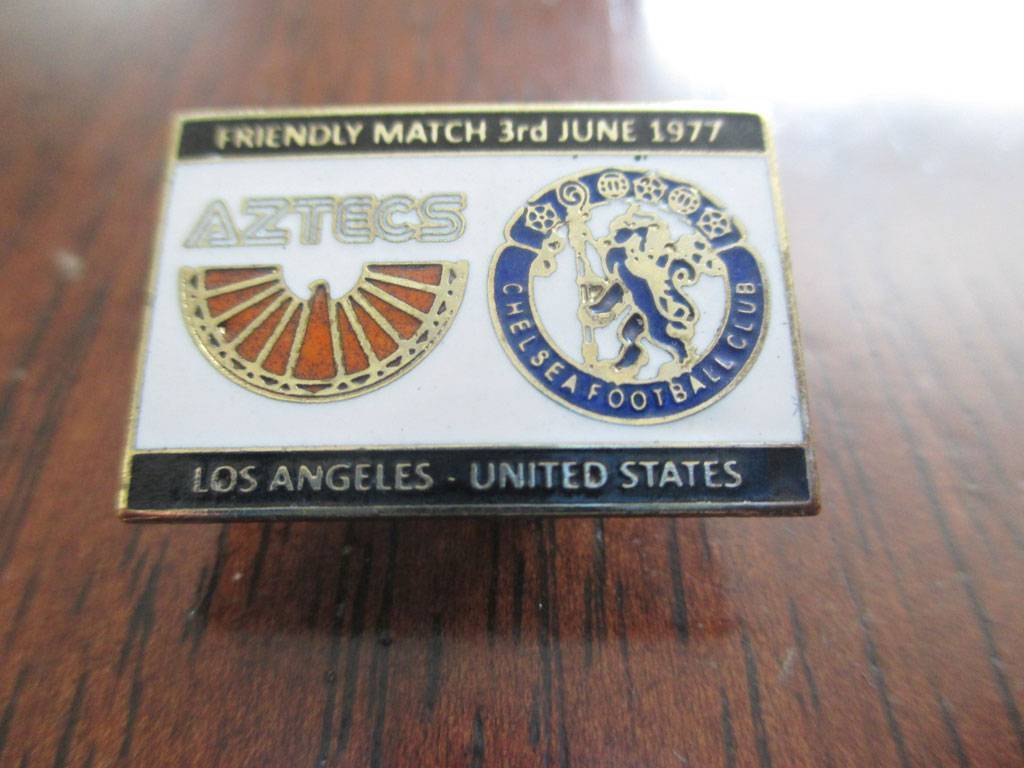 FRIENDLY MATCH 3rd JUNE 1977
AZTECS
CHELSEA FOOTBALL CLUB
LOS ANGELES - UNITED STATES